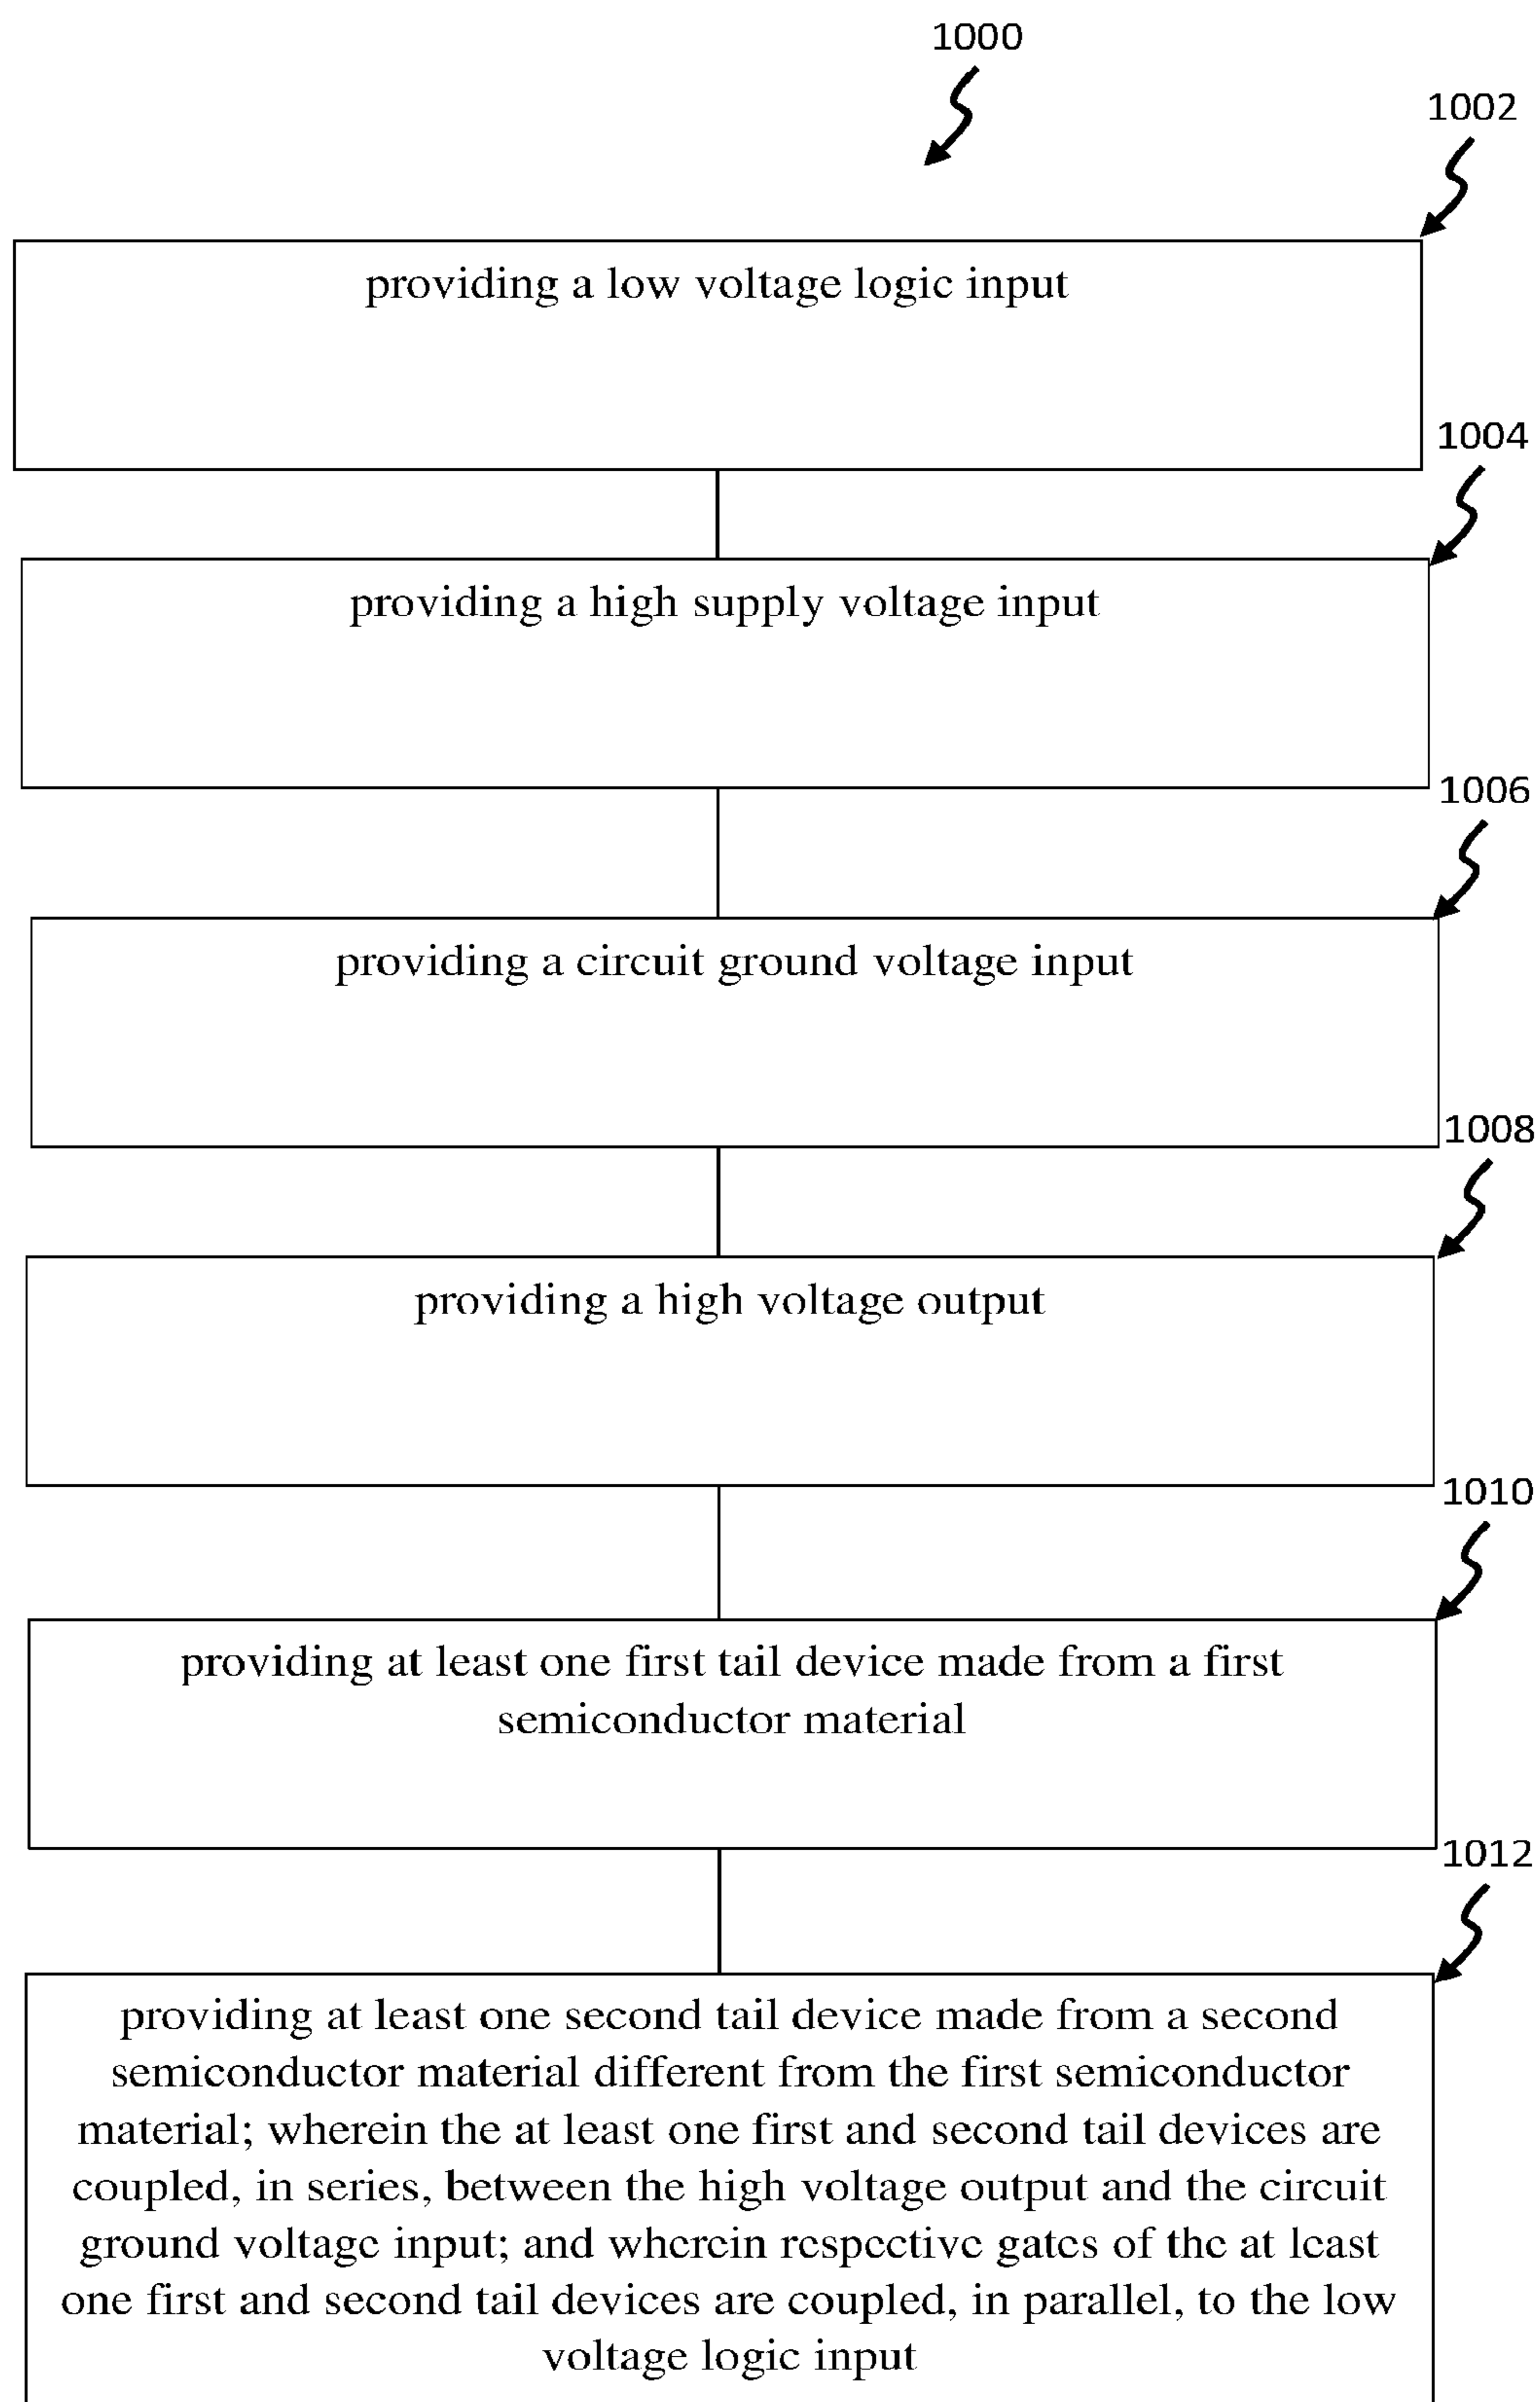 1000
1002
providing a low voltage logic input
1004
providing a high supply voltage input
1006
providing a circuit ground voltage input
1008
providing a high voltage output
1010
providing at least one first tail device made from a first
semiconductor material
1012
providing at least one second tail device made from a second
semiconductor material different from the first semiconductor
material; wherein the at least one first and second tail devices are
coupled, in series, between the high voltage output and the circuit
ground voltage input; and wherein respective gates of the at least
one first and second tail devices are coupled, in parallel, to the low
voltage logic input